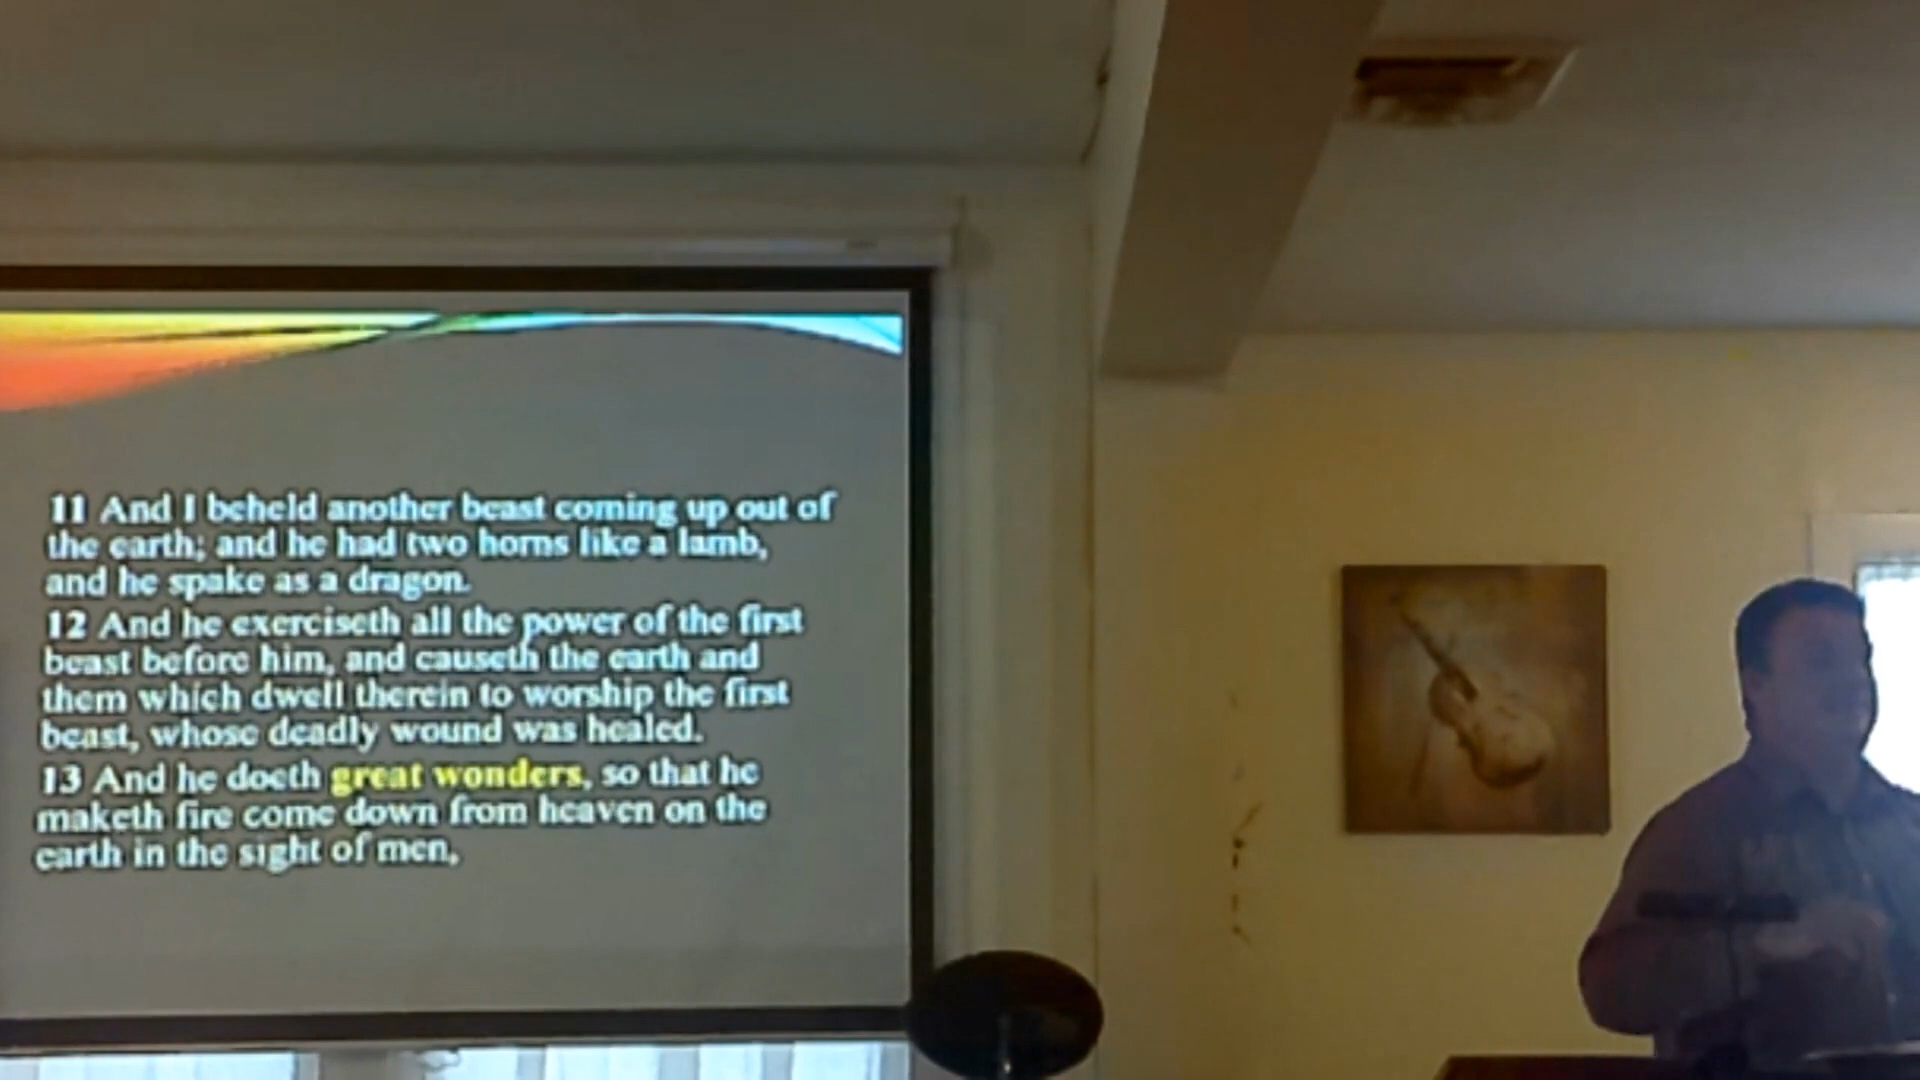 11 And I beheld another beast coming up out of
the earth; and he had two horns like a lamb,
and he spake as a dragon.
12 And he exerciseth all the power of the first
beast before him, and causeth the earth and
them which dwell therein to worship the first
beast, whose deadly wound was healed.
13 And he doeth great wonders, so that he
maketh fire come down from heaven on the
earth in the sight of men,